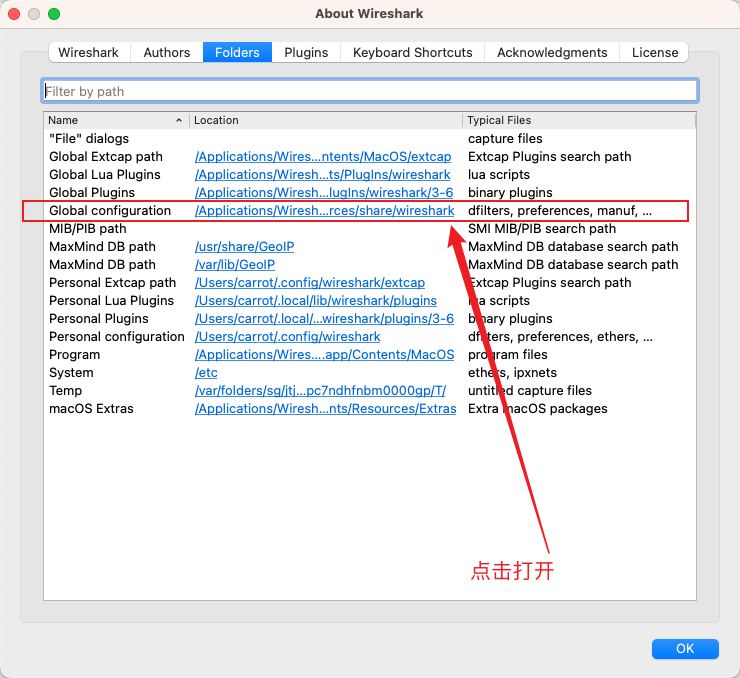 About Wireshark
Wireshark Authors Folders Plugins Keyboard Shortcuts Acknowledgments License
Filter by path
Name Location Typical Files
"File" dialogs capture files
Global Extcap path /Applications/Wires...ntents/MacOS/extcap Extcap Plugins search path
Global Lua Plugins /Applications/Wiresh...ts/PlugIns/wireshark lua scripts
Global Plugins /Applications/Wiresh...lugIns/wireshark/3-6 binary plugins
Global configuration /Applications/Wiresh...rces/share/wireshark dfilters, preferences, manuf, ...
MIB/PIB path SMI MIB/PIB search path
MaxMind DB path /usr/share/GeoIP MaxMind DB database search path
MaxMind DB path /var/lib/GeoIP MaxMind DB database search path
Personal Extcap path /Users/carrot/.config/wireshark/extcap Extcap Plugins search path
Personal Lua Plugins /Users/carrot/.local/lib/wireshark/plugins lua scripts
Personal Plugins /Users/carrot/.local/...wireshark/plugins/3-6 binary plugins
Personal configuration /Users/carrot/.config/wireshark dfilters, preferences, ethers, ...
Program /Applications/Wires....app/Contents/MacOS program files
System /etc ethers, ipxnets
Temp /var/folders/sg/jtj...pc7ndhfnbm0000gp/T/ untitled capture files
macOS Extras /Applications/Wiresh...nts/Resources/Extras Extra macOS packages
点击打开
OK